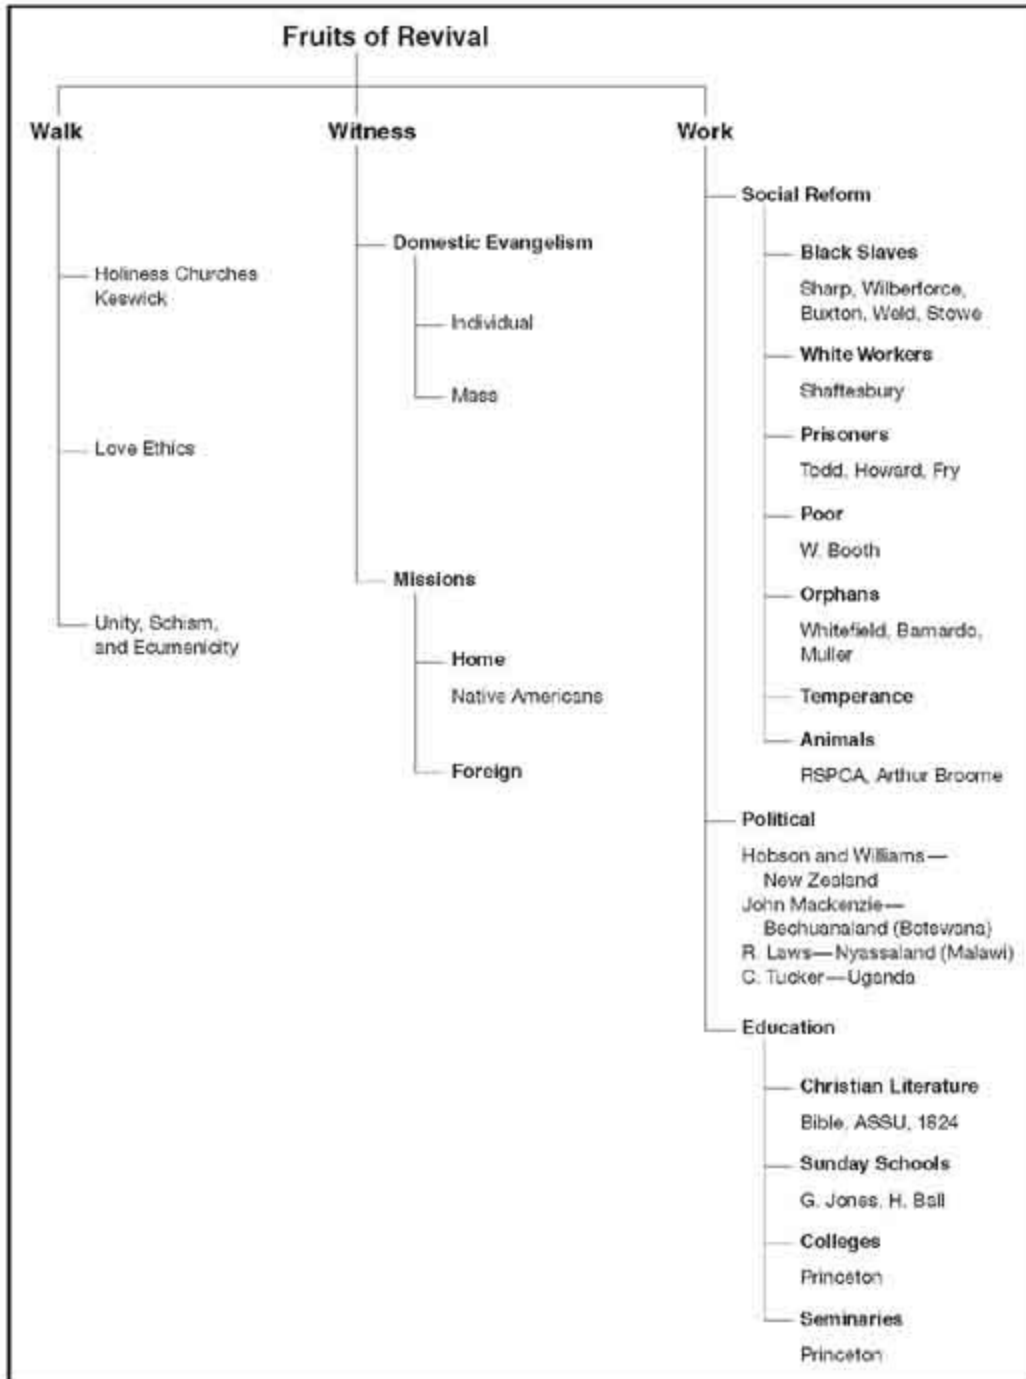 Fruits of Revival
Walk
Holiness Churches
Keswick
Love Ethics
Unity, Schism,
and Ecumenicity
Witness
Domestic Evangelism
Individual
Mass
Missions
Home
Native Americans
Foreign
Work
Social Reform
Black Slaves
Sharp, Wilberforce,
Buxton, Weld, Stowe
White Workers
Shaftesbury
Prisoners
Todd, Howard, Fry
Poor
W. Booth
Orphans
Whitefield, Barnardo,
Muller
Temperance
Animals
RSPCA, Arthur Broome
Political
Hobson and Williams—
New Zealand
John Mackenzie—
Bechuanaland (Botswana)
R. Laws—Nyassaland (Malawi)
C. Tucker—Uganda
Education
Christian Literature
Bible, ASSU, 1824
Sunday Schools
G. Jones, H. Ball
Colleges
Princeton
Seminaries
Princeton